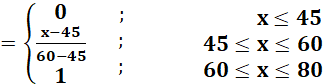 = { 0 ; x ≤ 45
x−45 / 60−45 ; 45 ≤ x ≤ 60
1 ; 60 ≤ x ≤ 80